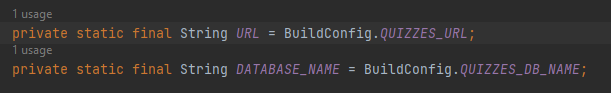 1 usage
private static final String URL = BuildConfig.QUIZZES_URL;
1 usage
private static final String DATABASE_NAME = BuildConfig.QUIZZES_DB_NAME;